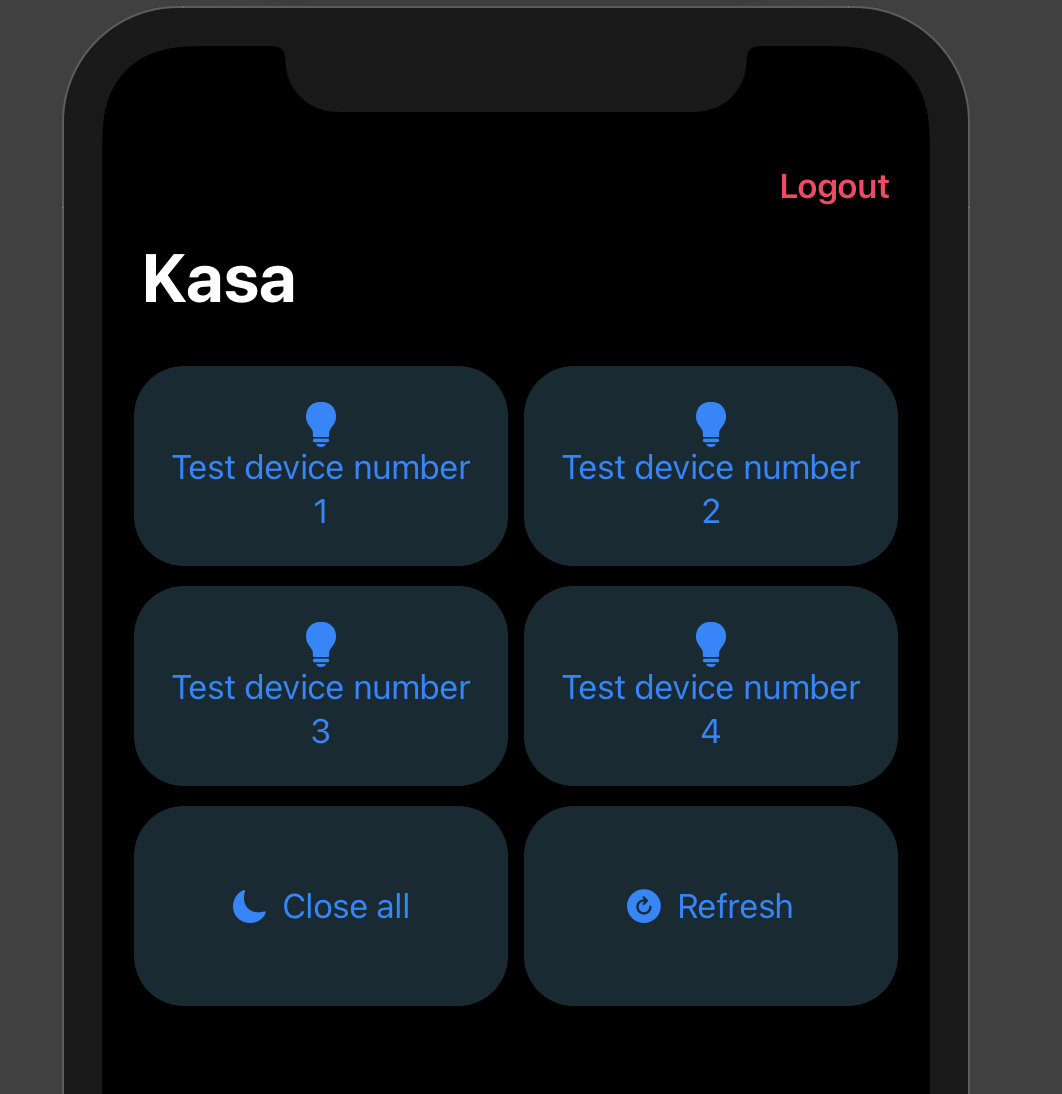 Logout
Kasa
Test device number
1
Test device number
2
Test device number
3
Test device number
4
Close all
Refresh